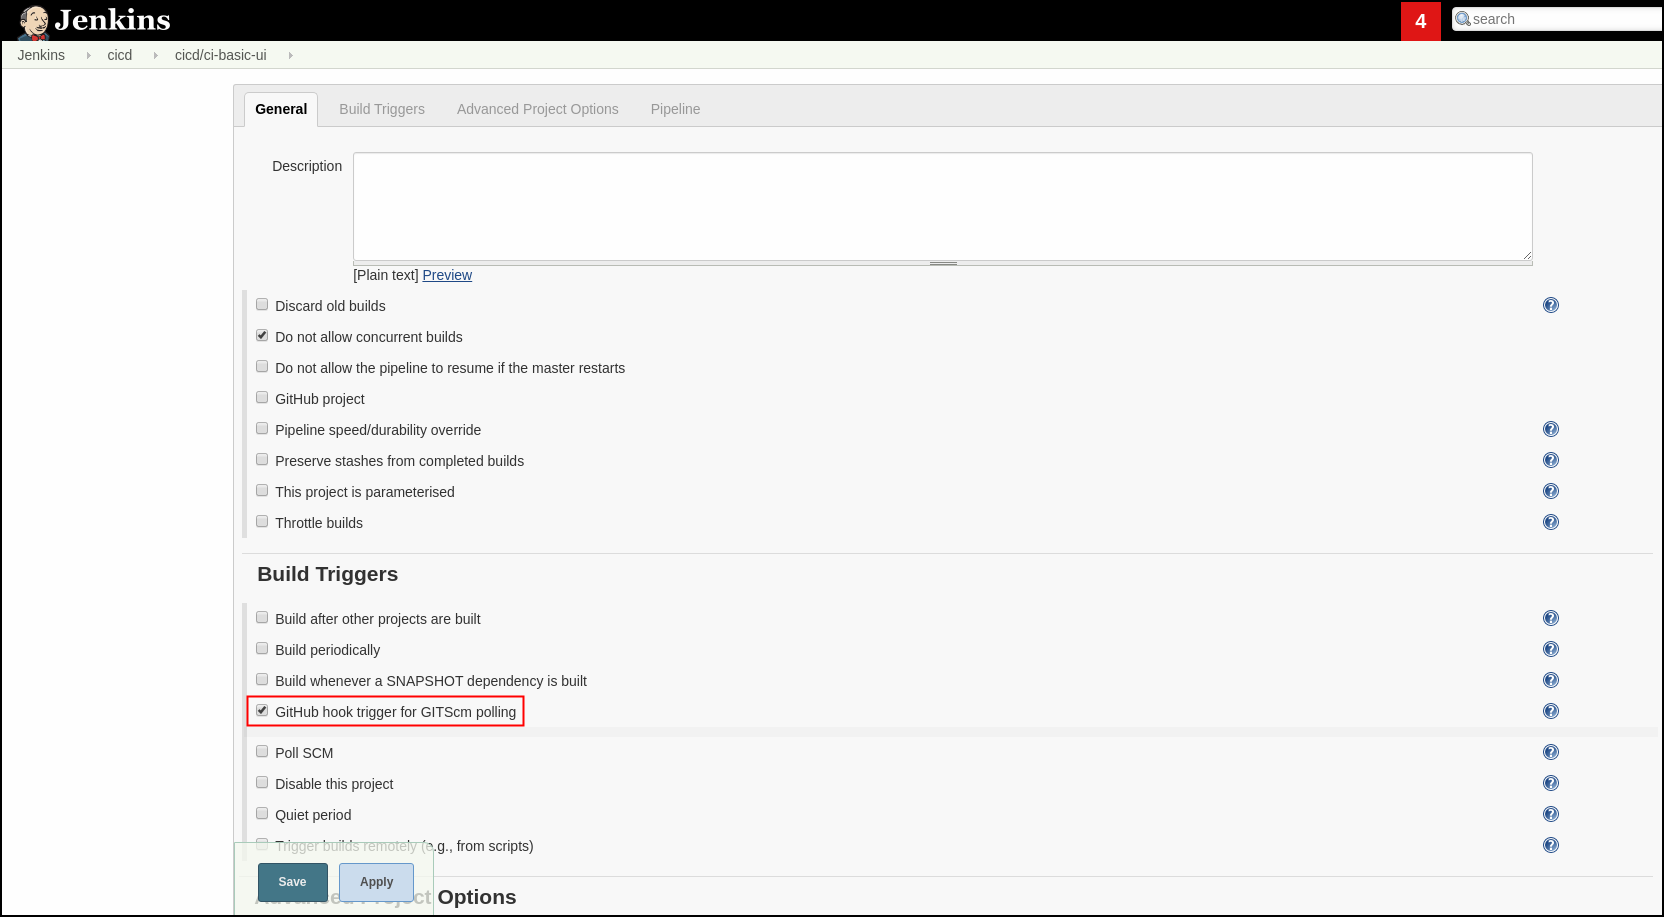 Jenkins
4
search
Jenkins cicd cicd/ci-basic-ui
General Build Triggers Advanced Project Options Pipeline
Description
[Plain text] Preview
Discard old builds
Do not allow concurrent builds
Do not allow the pipeline to resume if the master restarts
GitHub project
Pipeline speed/durability override
Preserve stashes from completed builds
This project is parameterised
Throttle builds
Build Triggers
Build after other projects are built
Build periodically
Build whenever a SNAPSHOT dependency is built
GitHub hook trigger for GITScm polling
Poll SCM
Disable this project
Quiet period
Trigger builds remotely (e.g., from scripts)
Save Apply
Advanced Project Options